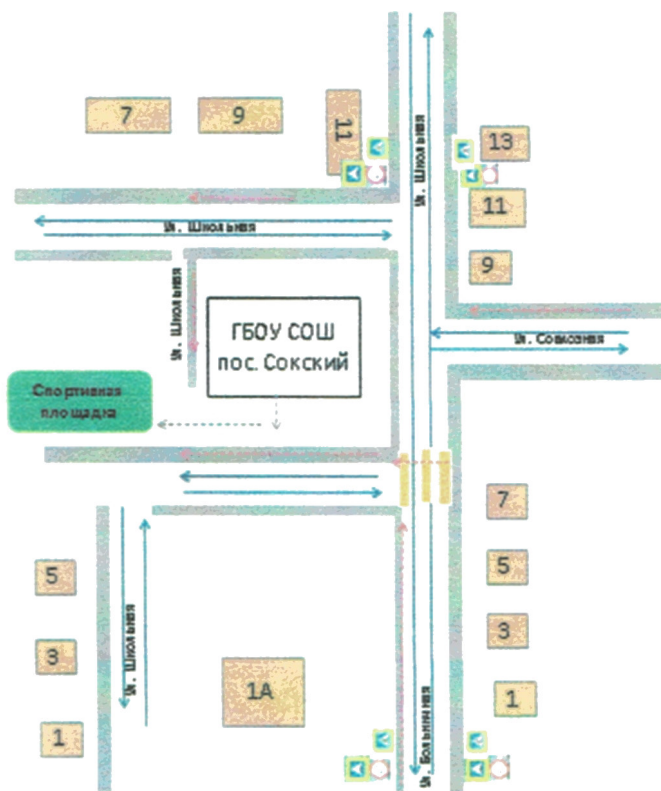 7
9
11
ул. Школьная
13
11
9
ул. Школьная
ул. Школьная
ГБОУ СОШ
пос. Сокский
ул. Совхозная
Спортивная
площадка
7
5
5
3
3
ул. Школьная
1А
1
1
ул. Больничная